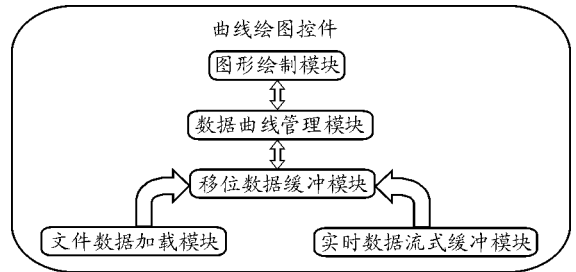 曲线绘图控件
图形绘制模块
数据曲线管理模块
移位数据缓冲模块
文件数据加载模块
实时数据流式缓冲模块